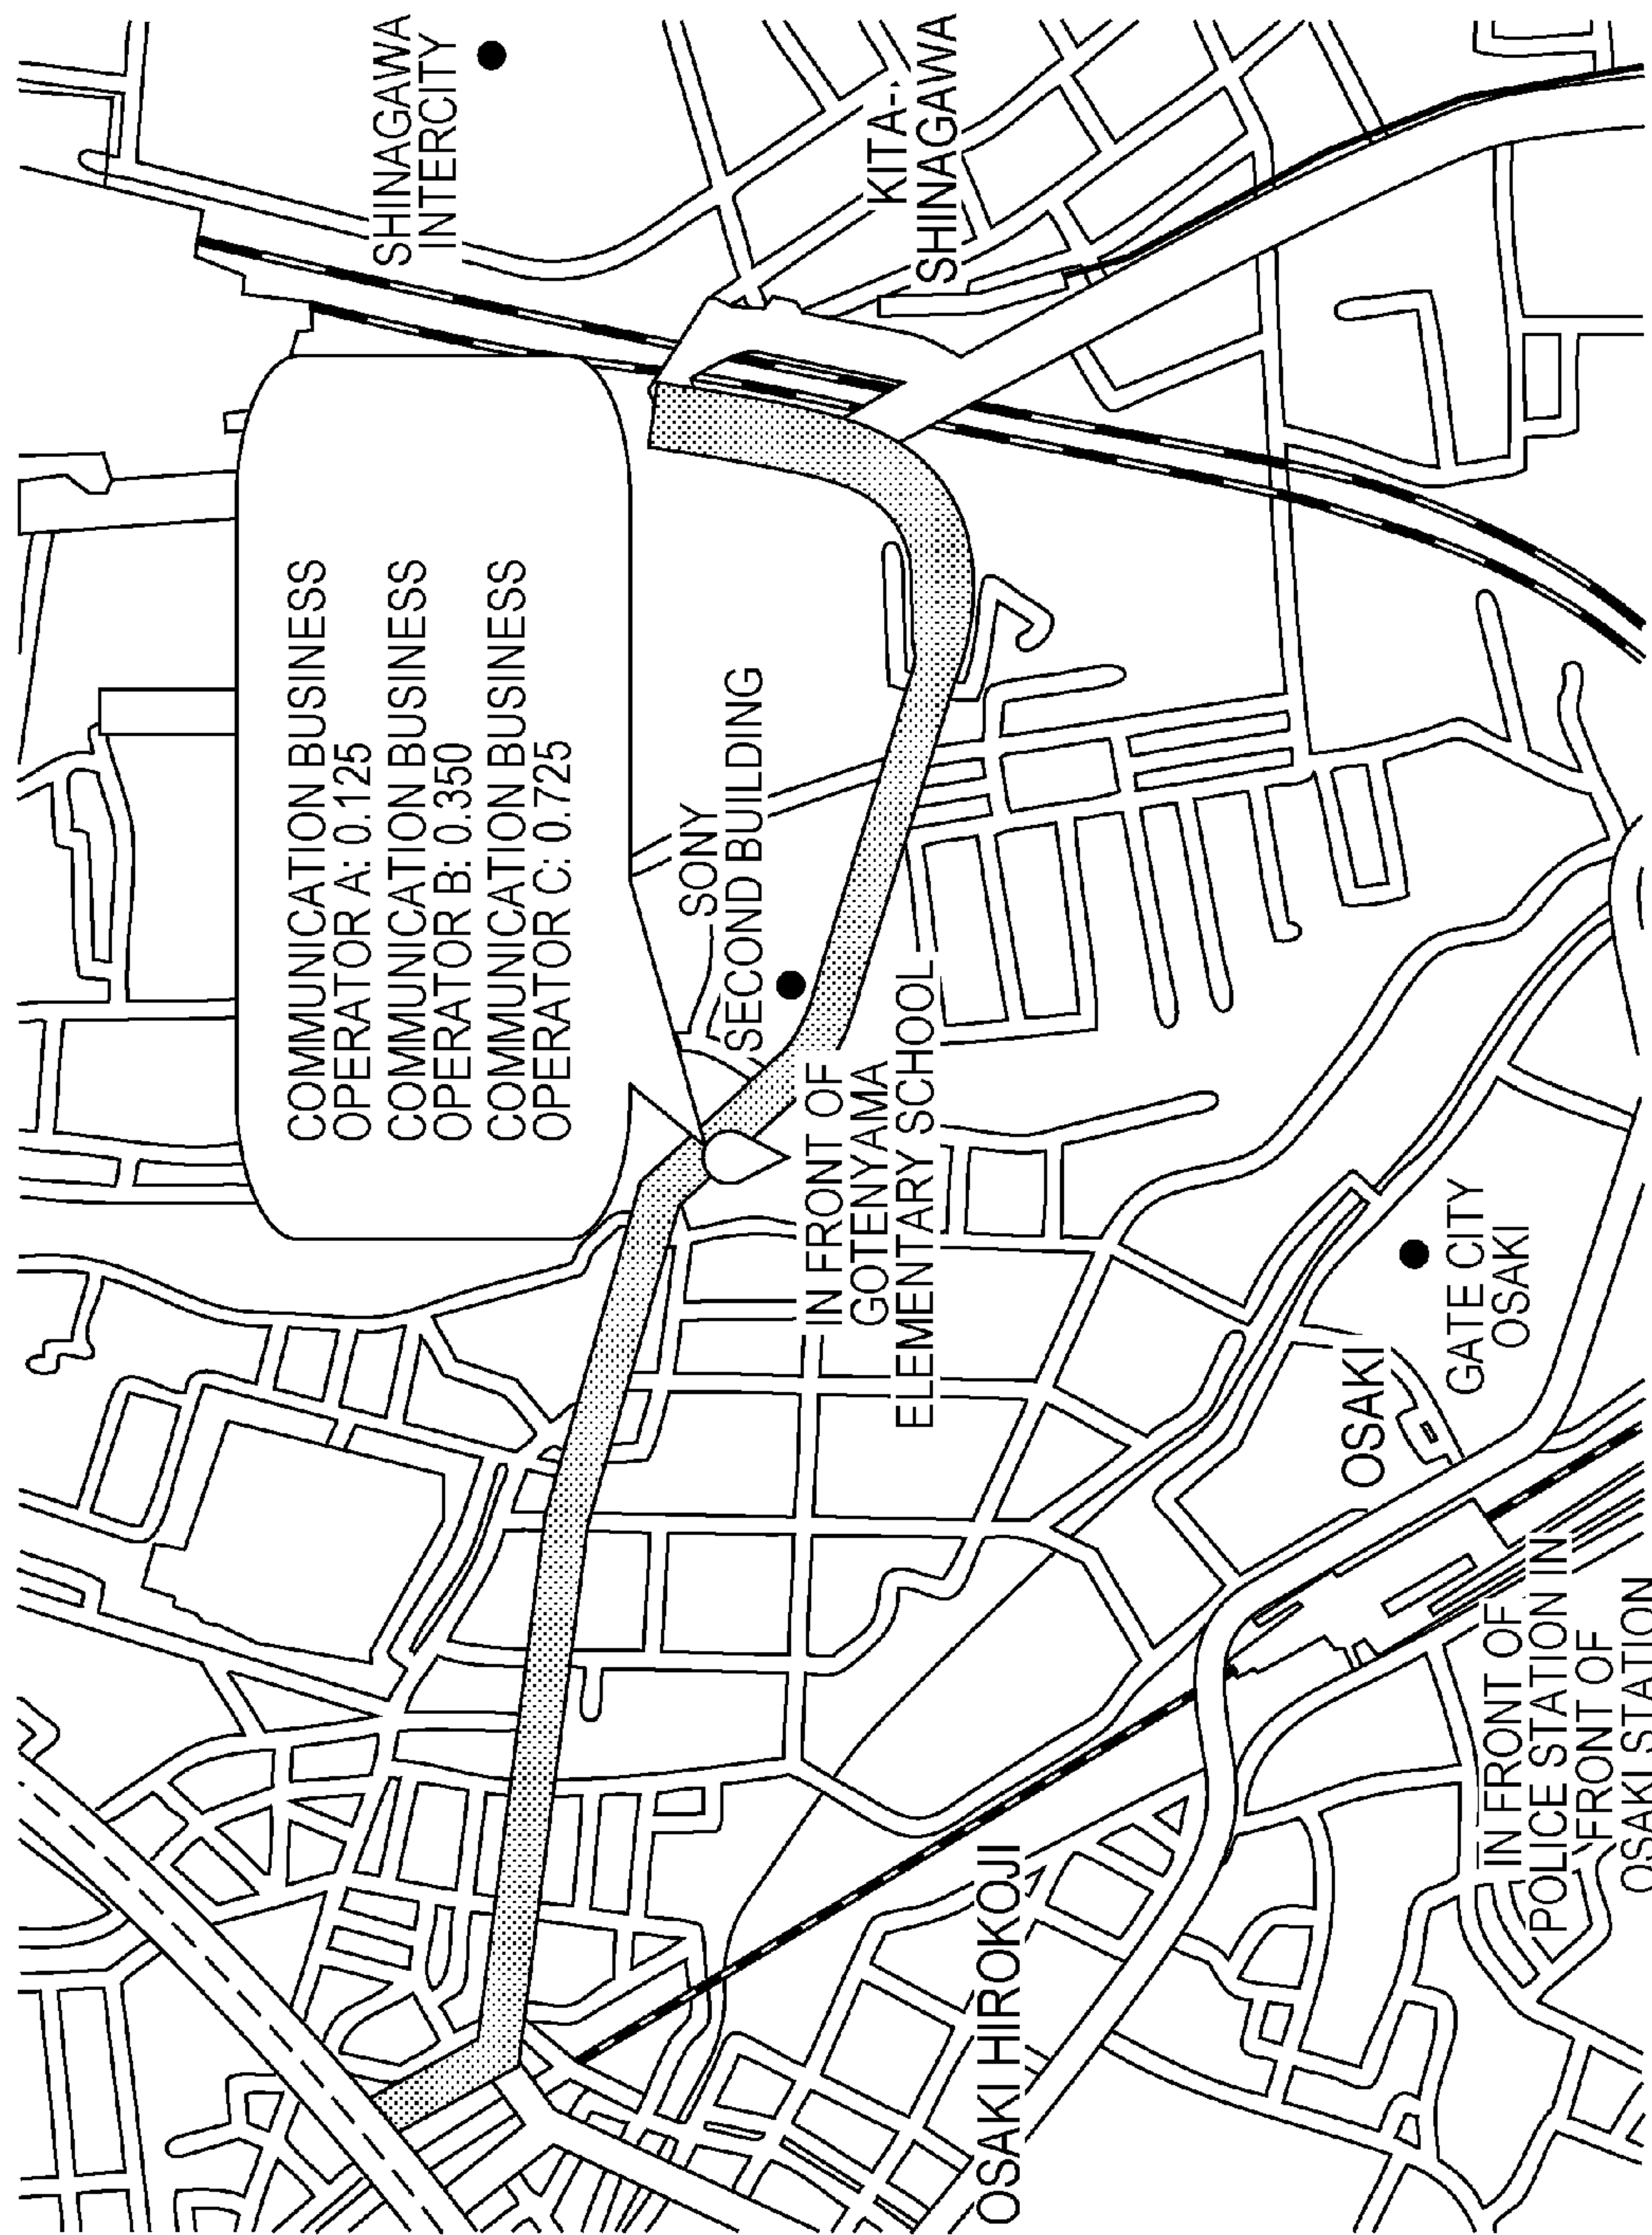 SHINAGAWA
INTERCITY
KITA-
SHINAGAWA
COMMUNICATION BUSINESS
OPERATOR A: 0.125
COMMUNICATION BUSINESS
OPERATOR B: 0.350
COMMUNICATION BUSINESS
OPERATOR C: 0.725
SONY
SECOND BUILDING
IN FRONT OF
GOTENYAMA
ELEMENTARY SCHOOL
OSAKI
GATE CITY
OSAKI
OSAKI HIROKOJI
IN FRONT OF
POLICE STATION IN
FRONT OF
OSAKI STATION